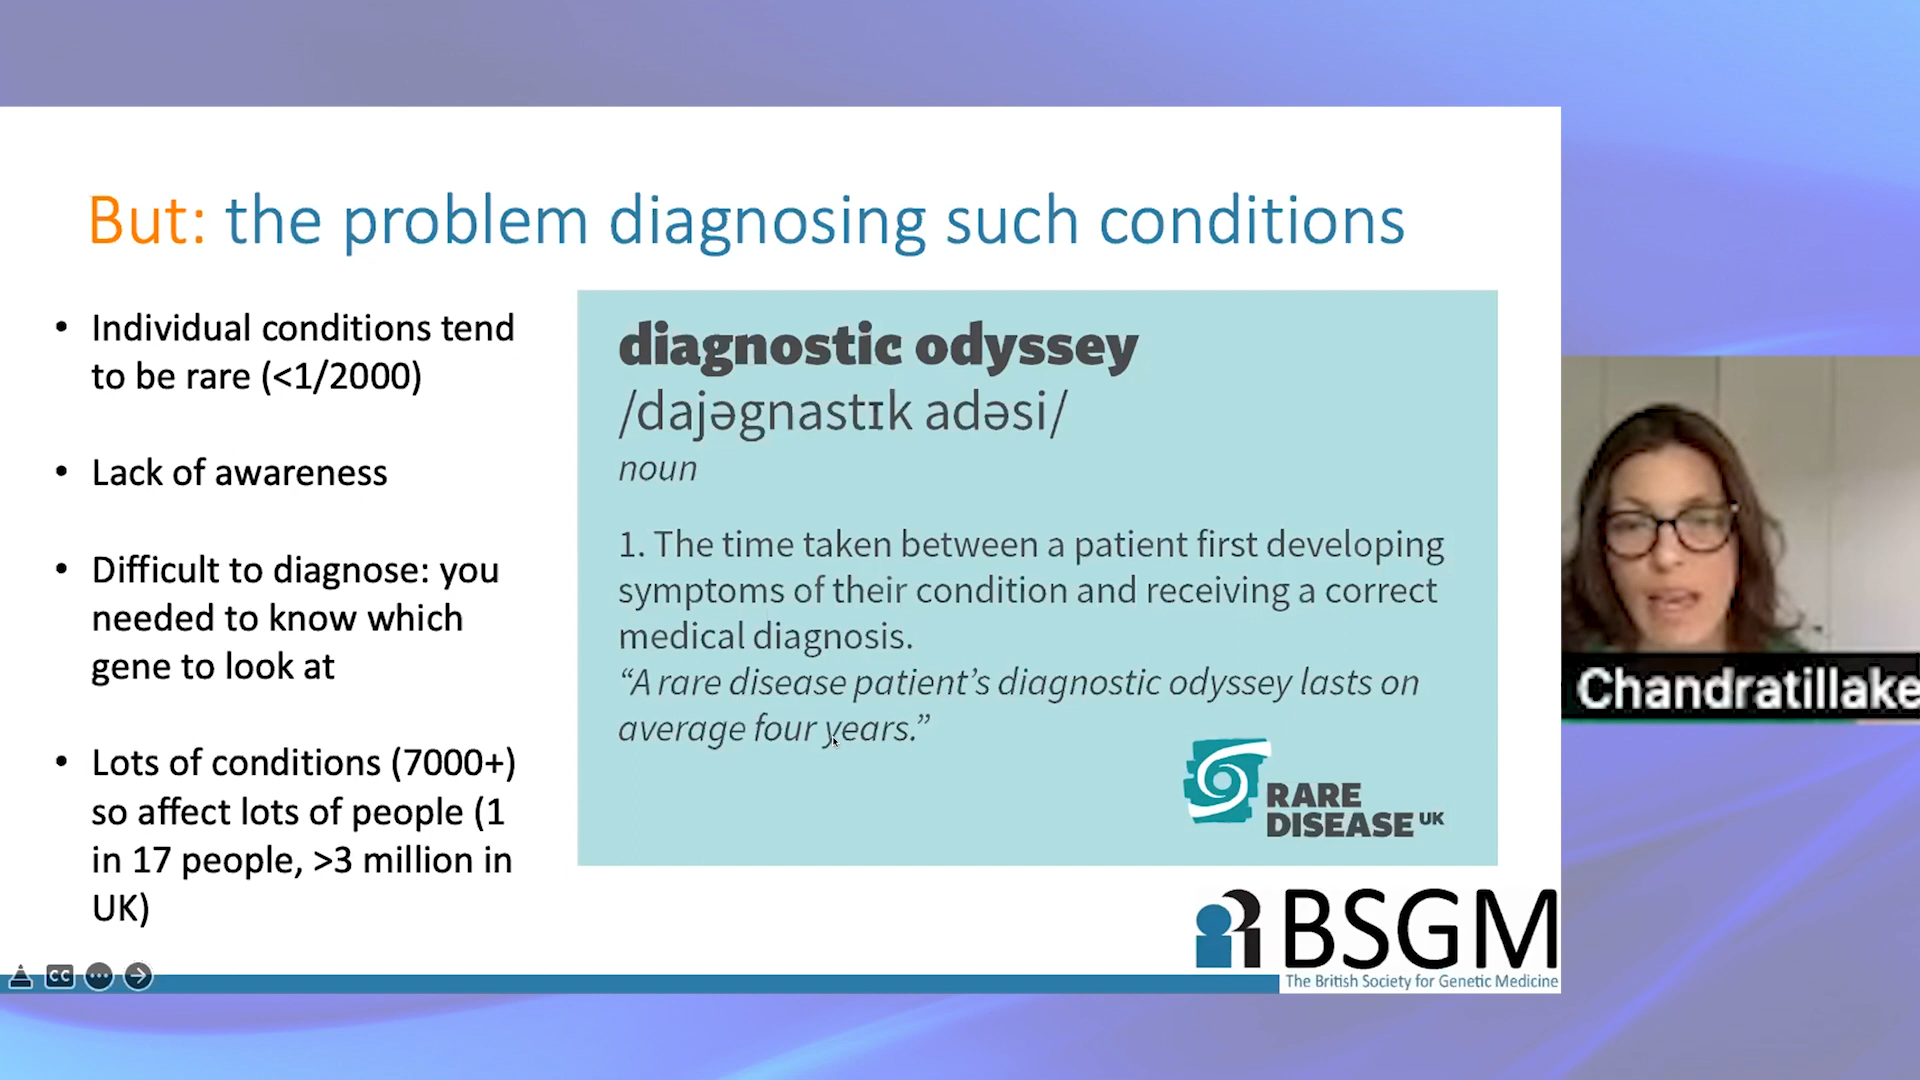 But: the problem diagnosing such conditions
• Individual conditions tend
to be rare (<1/2000)
• Lack of awareness
• Difficult to diagnose: you
needed to know which
gene to look at
• Lots of conditions (7000+)
so affect lots of people (1
in 17 people, >3 million in
UK)
diagnostic odyssey
/dajəgnastɪk adəsi/
noun
1. The time taken between a patient first developing
symptoms of their condition and receiving a correct
medical diagnosis.
“A rare disease patient’s diagnostic odyssey lasts on
average four years.”
RARE
DISEASE UK
BSGM
The British Society for Genetic Medicine
CC
Chandratillake